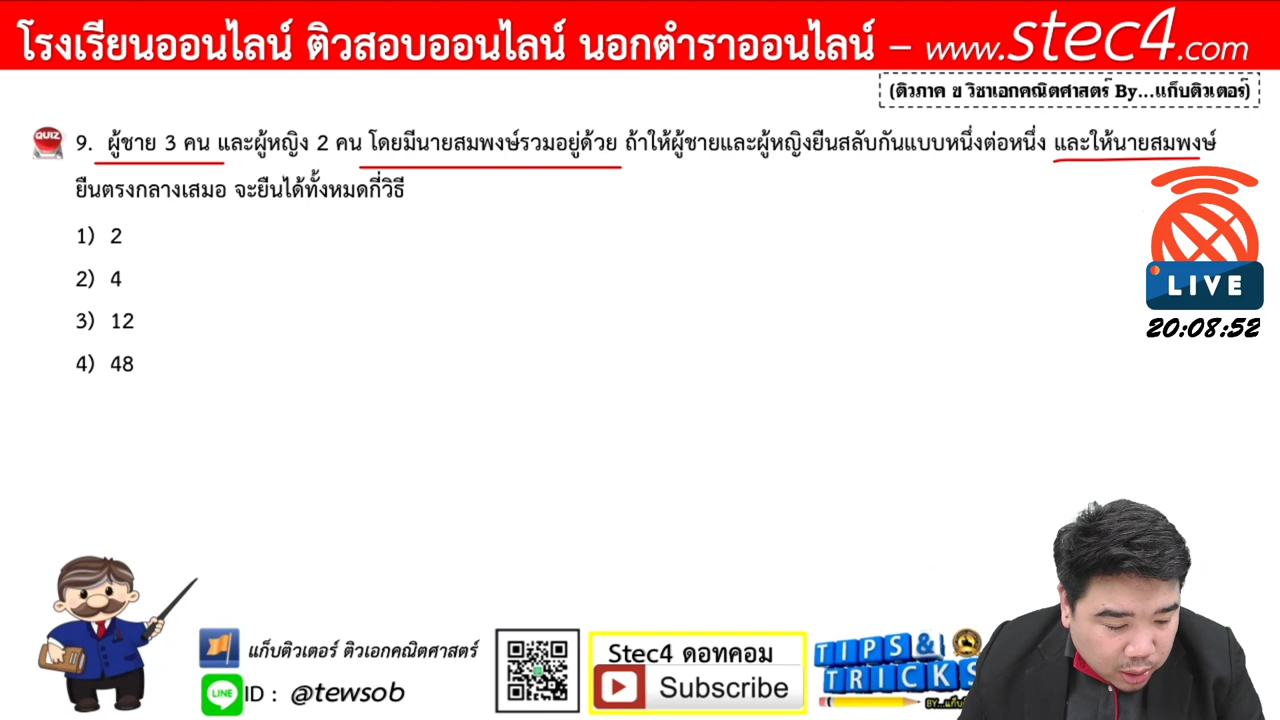 โรงเรียนออนไลน์ ติวสอบออนไลน์ นอกตำราออนไลน์ – www.stec4.com
(ติวภาค ข วิชาเอกคณิตศาสตร์ By...แก็บติวเตอร์)
QUIZ
9. ผู้ชาย 3 คน และผู้หญิง 2 คน โดยมีนายสมพงษ์รวมอยู่ด้วย ถ้าให้ผู้ชายและผู้หญิงยืนสลับกันแบบหนึ่งต่อหนึ่ง และให้นายสมพงษ์
ยืนตรงกลางเสมอ จะยืนได้ทั้งหมดกี่วิธี
1) 2
2) 4
3) 12
4) 48
LIVE
20:08:52
แก็บติวเตอร์ ติวเอกคณิตศาสตร์
LINE ID : @tewsob
Stec4 ดอทคอม
Subscribe
TIPS &
TRICKS